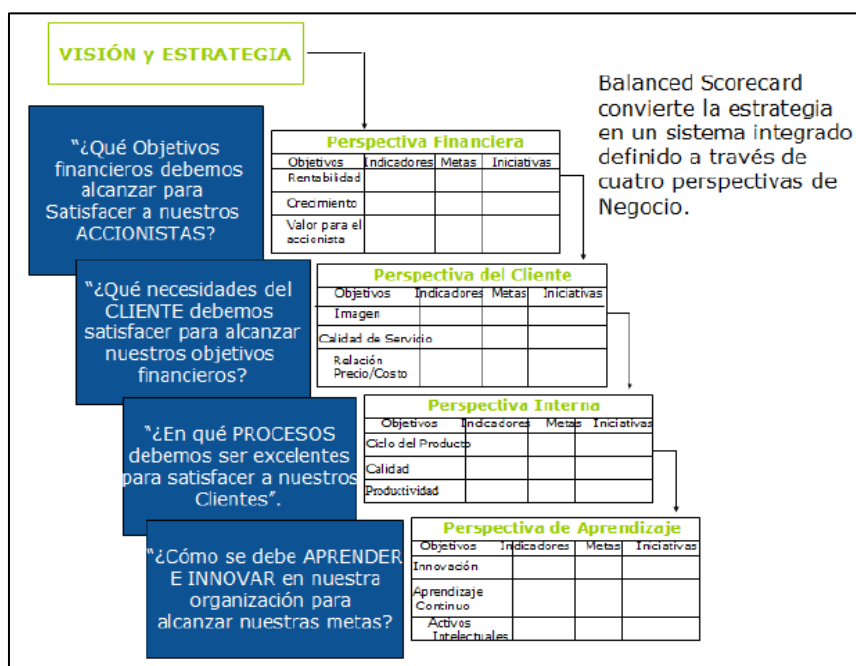 VISIÓN y ESTRATEGIA
Balanced Scorecard
convierte la estrategia
en un sistema integrado
definido a través de
cuatro perspectivas de
Negocio.
"¿Qué Objetivos
financieros debemos
alcanzar para
Satisfacer a nuestros
ACCIONISTAS?
Perspectiva Financiera
Objetivos Indicadores Metas Iniciativas
Rentabilidad
Crecimiento
Valor para el
accionista
"¿Qué necesidades del
CLIENTE debemos
satisfacer para alcanzar
nuestros objetivos
financieros?
Perspectiva del Cliente
Objetivos Indicadores Metas Iniciativas
Imagen
Calidad de Servicio
Relación
Precio/Costo
"¿En qué PROCESOS
debemos ser excelentes
para satisfacer a nuestros
Clientes".
Perspectiva Interna
Objetivos Indicadores Metas Iniciativas
Ciclo del Producto
Calidad
Productividad
"¿Cómo se debe APRENDER
E INNOVAR en nuestra
organización para
alcanzar nuestras metas?
Perspectiva de Aprendizaje
Objetivos Indicadores Metas Iniciativas
Innovación
Aprendizaje
Continuo
Activos
Intelectuales